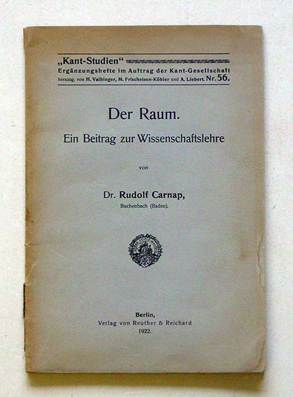 „Kant-Studien“
Ergänzungshefte im Auftrag der Kant-Gesellschaft
herausg. von H. Vaihinger, M. Frischeisen-Köhler und A. Liebert. Nr. 56.
Der Raum.
Ein Beitrag zur Wissenschaftslehre
von
Dr. Rudolf Carnap,
Buchenbach (Baden).
Berlin,
Verlag von Reuther & Reichard
1922.